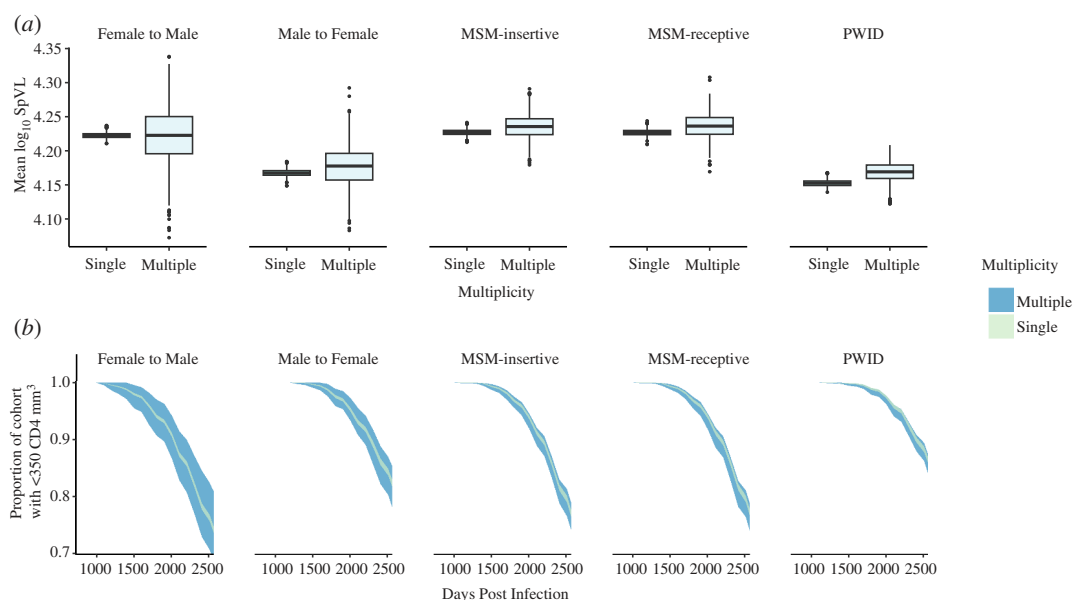 (a)
Female to Male Male to Female MSM-insertive MSM-receptive PWID
Mean log10 SpVL
4.35
4.25
4.20
4.15
4.10
Single Multiple Single Multiple Single Multiple Single Multiple Single Multiple
Multiplicity
Multiplicity
Multiple
Single
(b)
Female to Male Male to Female MSM-insertive MSM-receptive PWID
Proportion of cohort
with <350 CD4 mm3
1.0
0.9
0.8
0.7
1000 1500 2000 2500 1000 1500 2000 2500 1000 1500 2000 2500 1000 1500 2000 2500 1000 1500 2000 2500
Days Post Infection